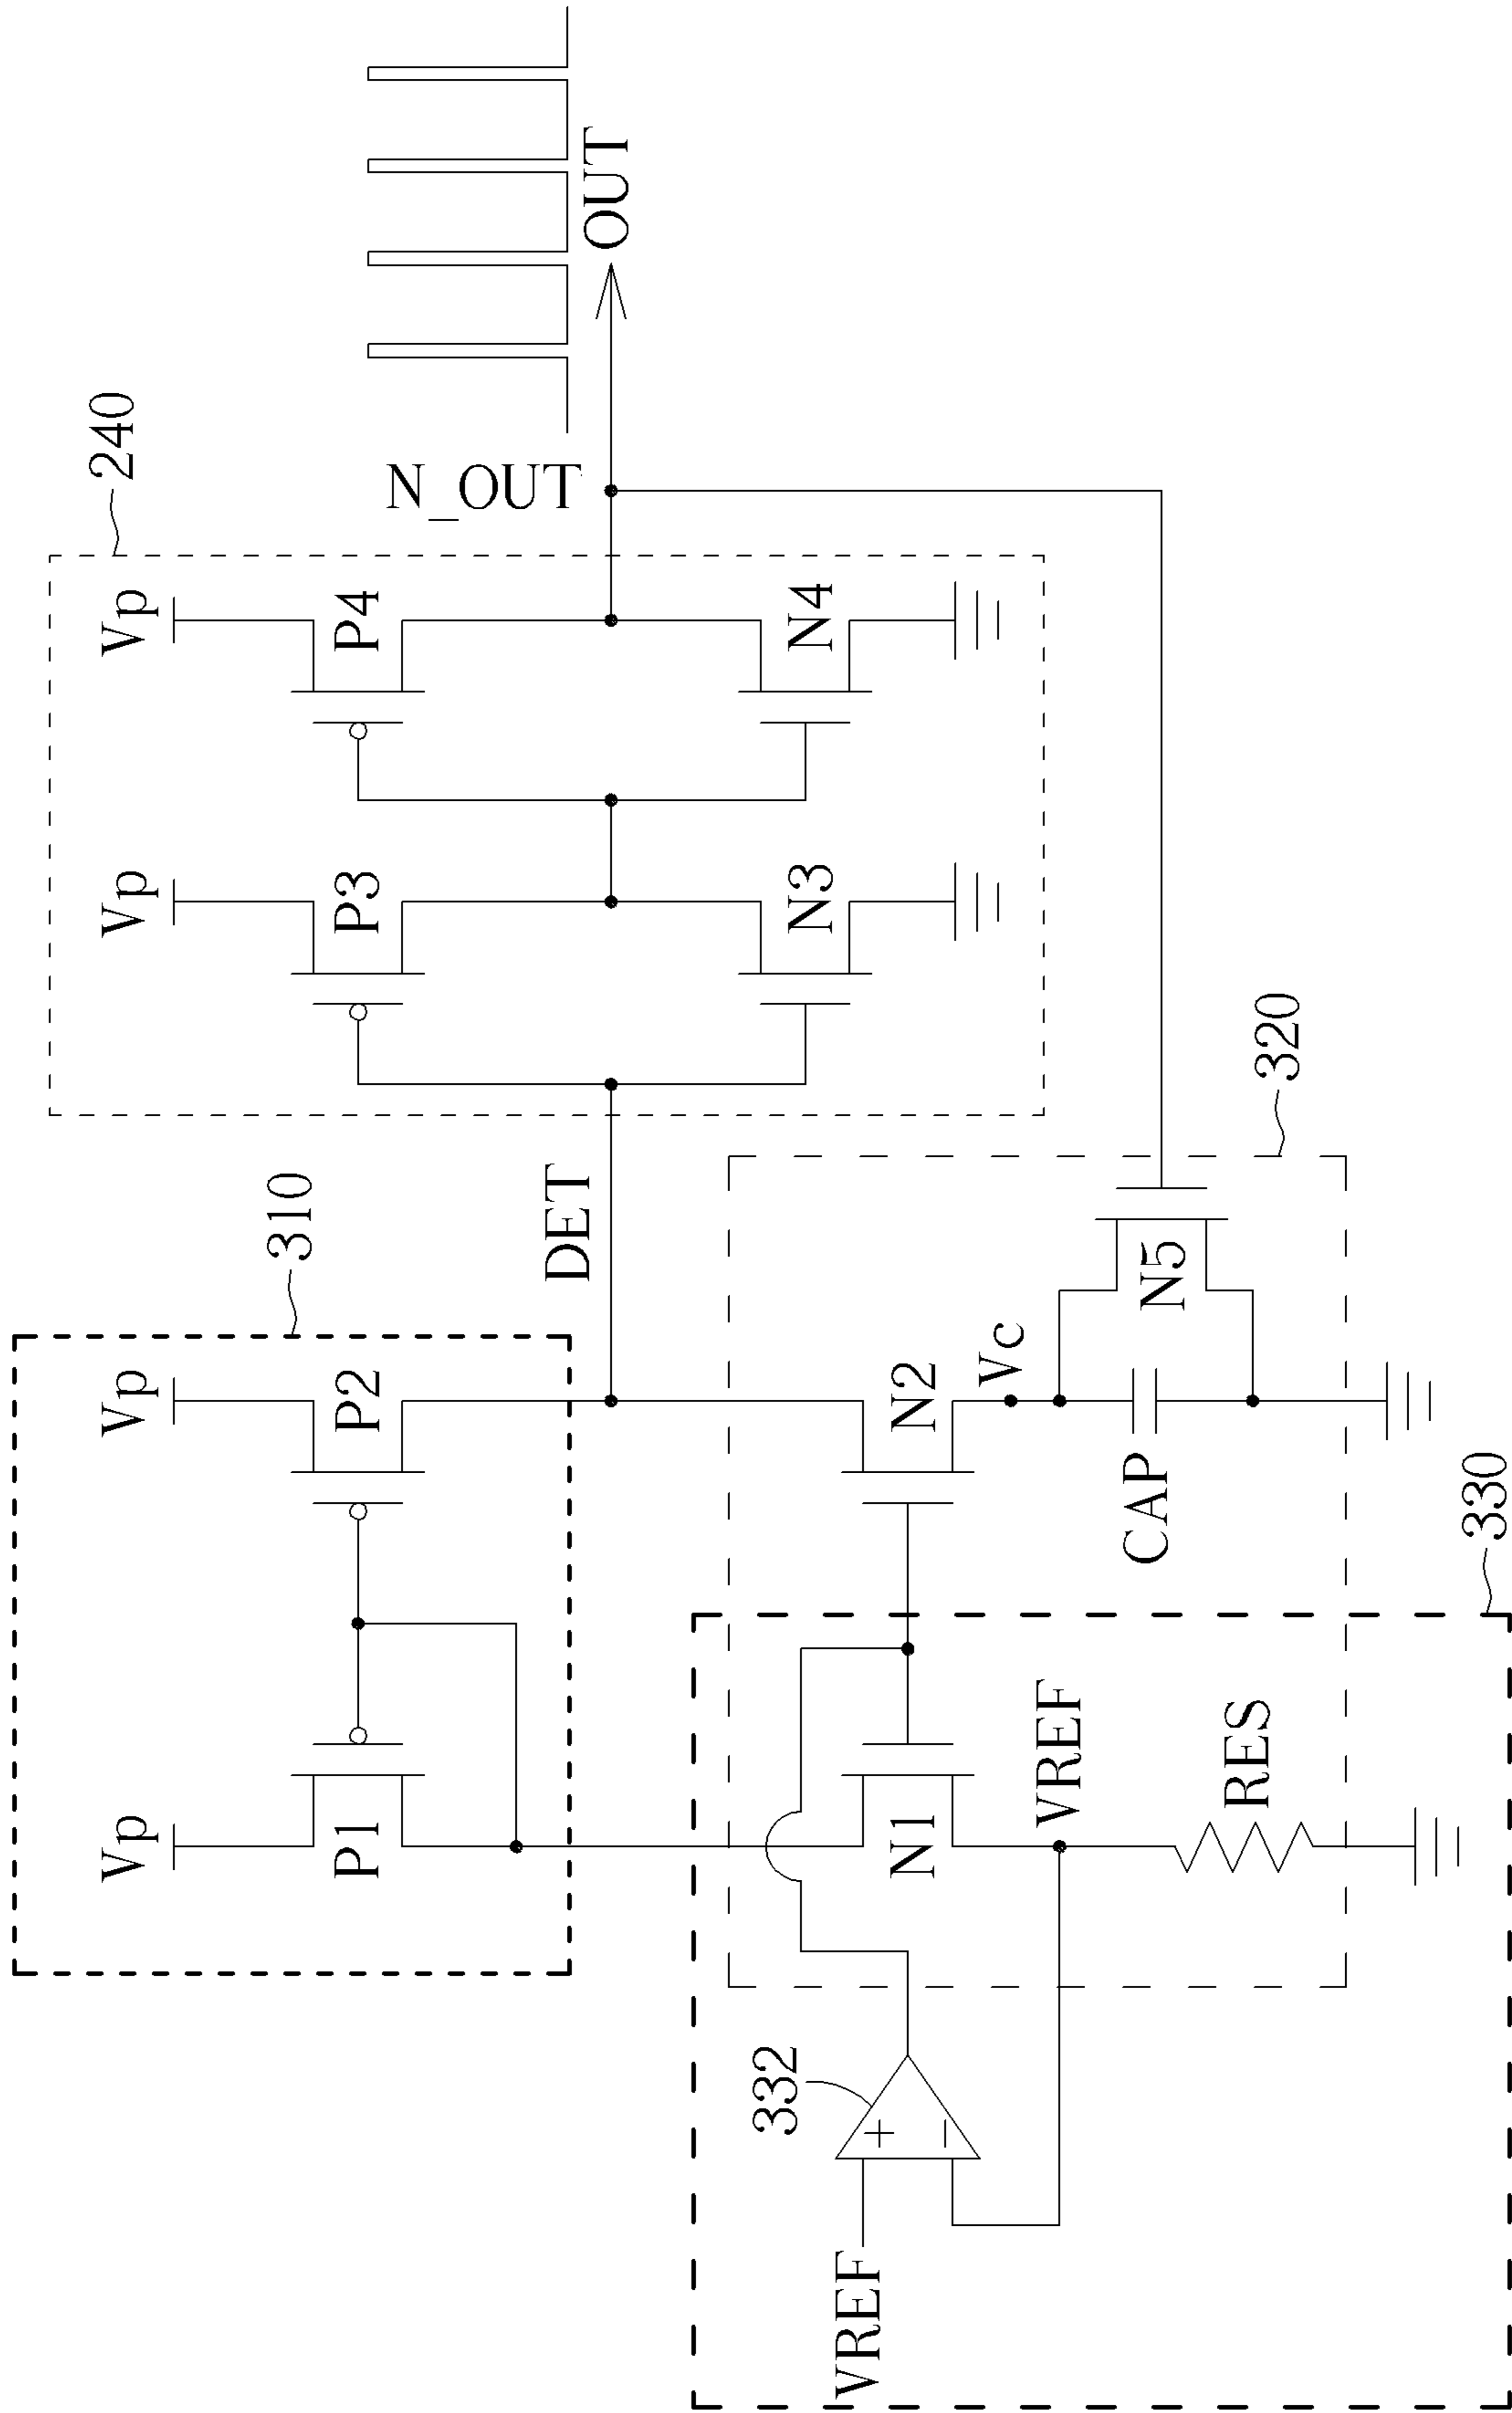 240
310
Vp
Vp
Vp
Vp
P1
P2
P3
P4
N_OUT
OUT
DET
332
VREF
+
−
N1
N2
N3
N4
VREF
Vc
N5
CAP
RES
320
330